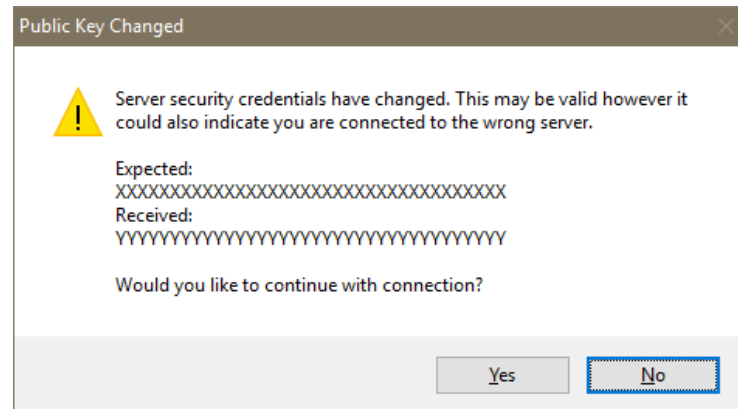 Public Key Changed
Server security credentials have changed. This may be valid however it
could also indicate you are connected to the wrong server.
Expected:
XXXXXXXXXXXXXXXXXXXXXXXXXXXXXXXXXXXX
Received:
YYYYYYYYYYYYYYYYYYYYYYYYYYYYYYYYYYYYYY
Would you like to continue with connection?
Yes
No